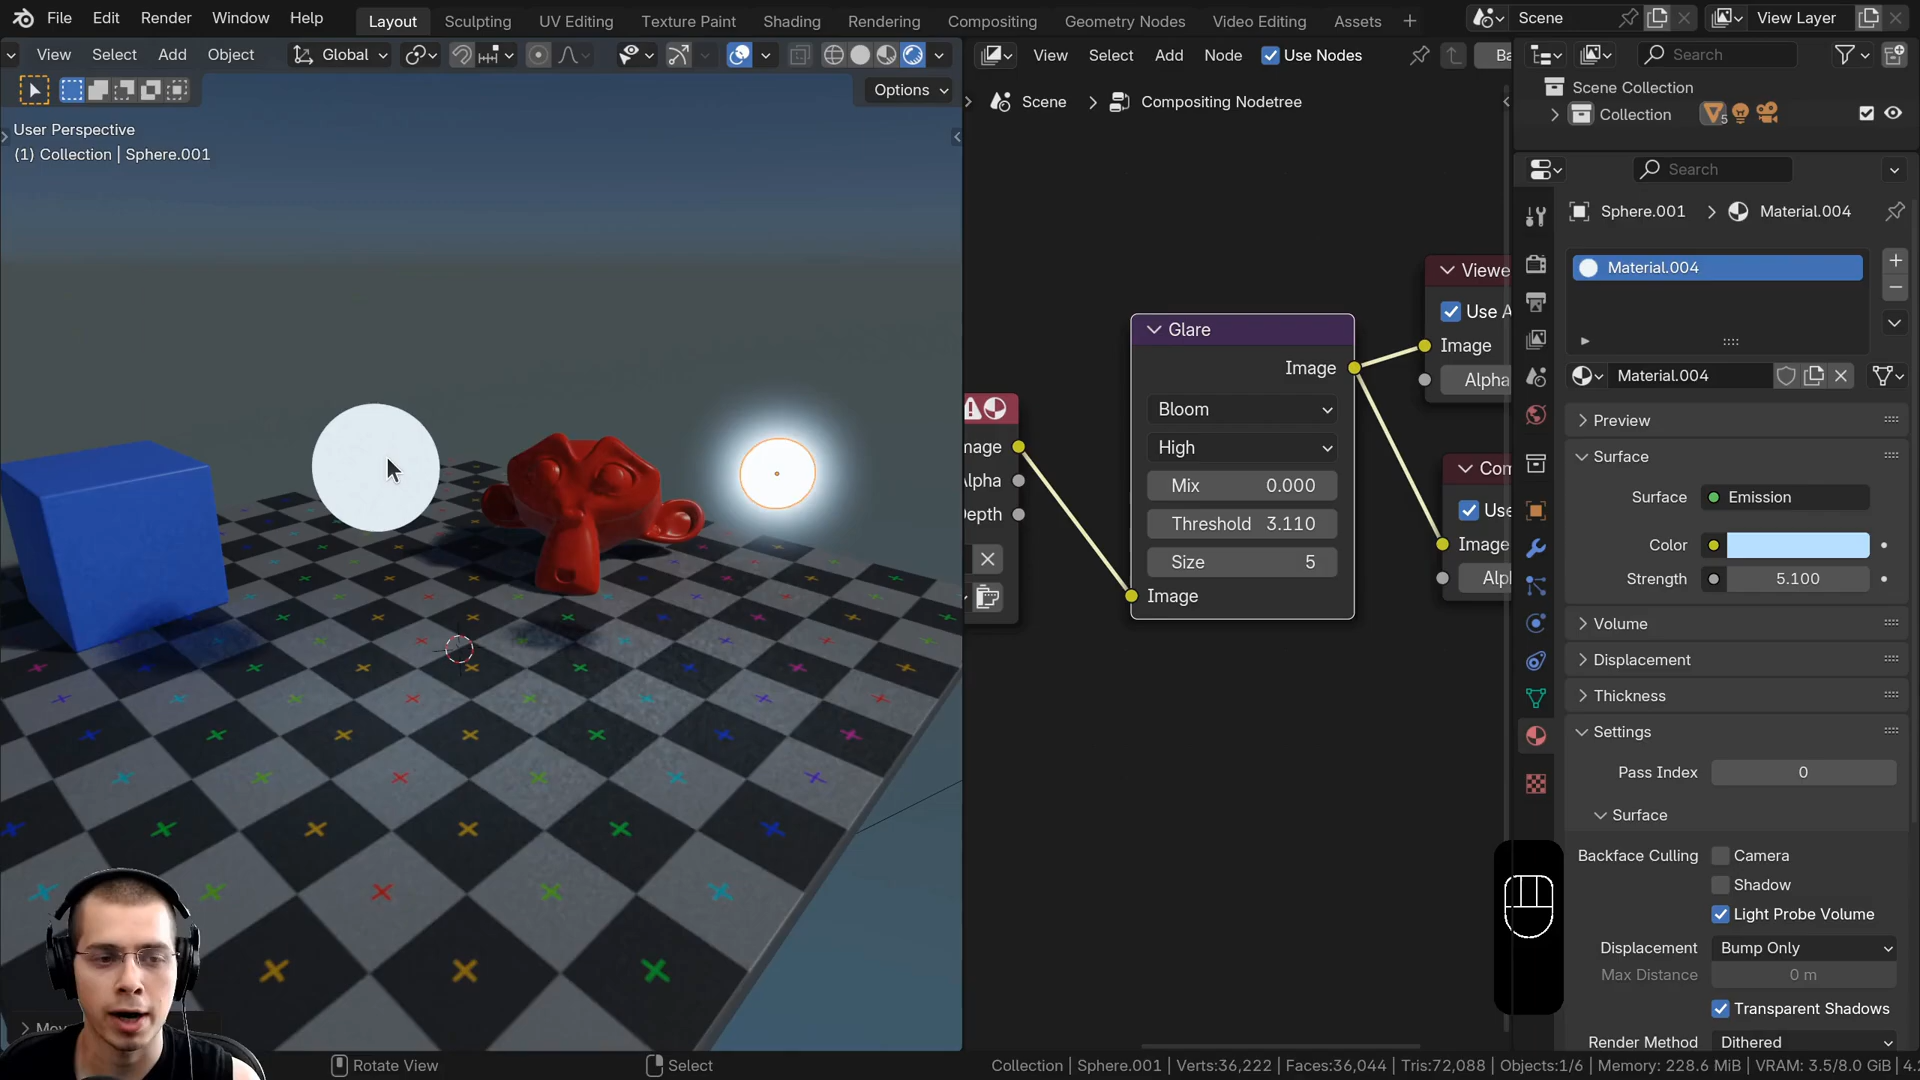 File Edit Render Window Help Layout Sculpting UV Editing Texture Paint Shading Rendering Compositing Geometry Nodes Video Editing Assets Scene View Layer
View Select Add Object Global View Select Add Node Use Nodes Ba Search
Options
Scene Collection
Collection 5
Scene Compositing Nodetree
User Perspective
(1) Collection | Sphere.001
Search
Sphere.001 Material.004
Material.004
Material.004
Preview
Surface
Surface Emission
Color
Strength 5.100
Volume
Displacement
Thickness
Settings
Pass Index 0
Surface
Backface Culling Camera
Shadow
Light Probe Volume
Displacement Bump Only
Max Distance 0 m
Transparent Shadows
Render Method Dithered
Glare
Image
Bloom
High
Mix 0.000
Threshold 3.110
Size 5
Image
mage
Alpha
Depth
Viewe
Use A
Image
Alpha
Com
Use
Image
Alp
Mov
Rotate View Select
Collection | Sphere.001 | Verts:36,222 | Faces:36,044 | Tris:72,088 | Objects:1/6 | Memory: 228.6 MiB | VRAM: 3.5/8.0 GiB | 4.